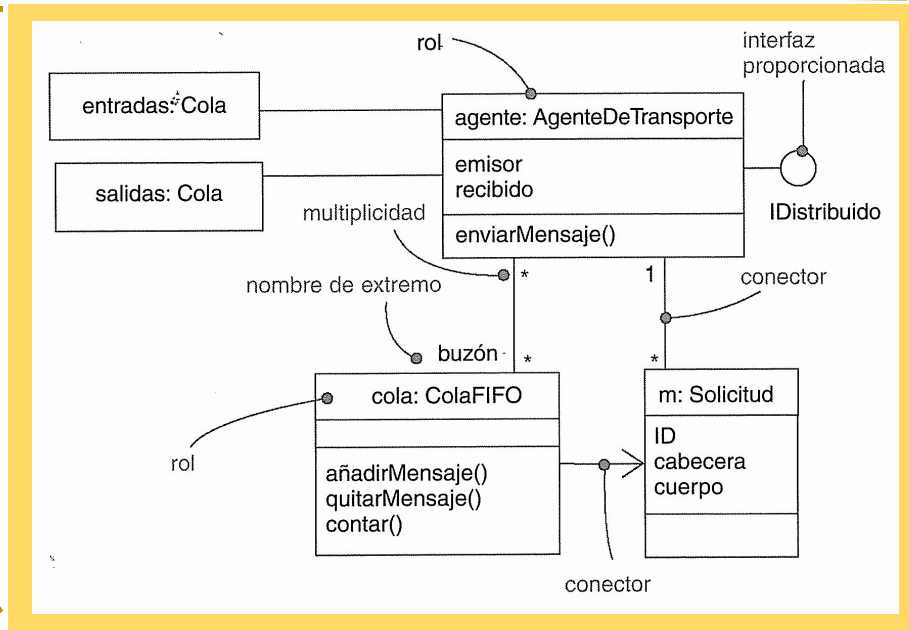 rol
interfaz
proporcionada
entradas: Cola
agente: AgenteDeTransporte
emisor
recibido
salidas: Cola
IDistribuido
multiplicidad
enviarMensaje()
*
1
conector
nombre de extremo
buzón
*
*
cola: ColaFIFO
m: Solicitud
rol
ID
cabecera
cuerpo
añadirMensaje()
quitarMensaje()
contar()
conector